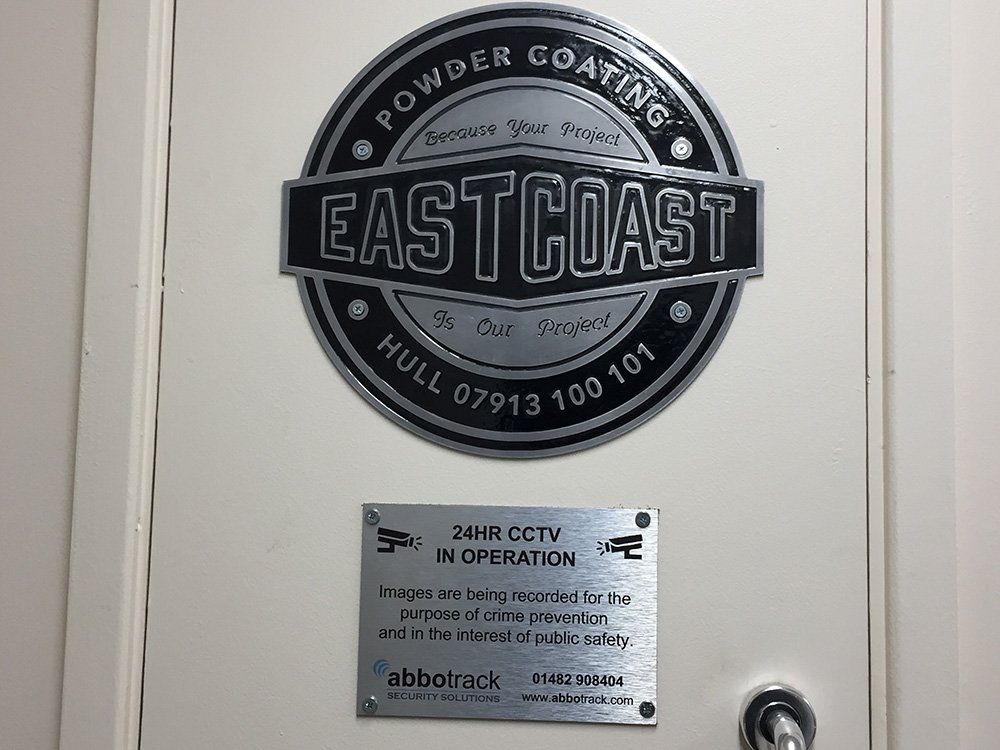 POWDER COATING
Because Your Project
EASTCOAST
Is Our Project
HULL 07913 100 101
24HR CCTV
IN OPERATION
Images are being recorded for the
purpose of crime prevention
and in the interest of public safety.
abbotrack
SECURITY SOLUTIONS
01482 908404
www.abbotrack.com